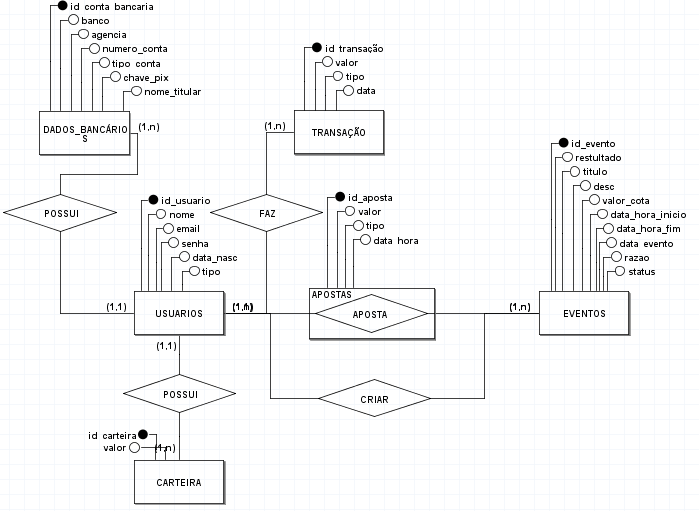 id conta bancaria
banco
agencia
numero_conta
tipo conta
chave_pix
nome_titular
DADOS_BANCÁRIO
S
(1,n)
id transação
valor
tipo
data
(1,n)
TRANSAÇÃO
id_evento
restultado
titulo
desc
valor_cota
data_hora_inicio
data_hora_fim
data evento
razao
status
POSSUI
id_usuario
nome
email
senha
data_nasc
tipo
FAZ
id_aposta
valor
tipo
data hora
(1,1)
USUARIOS
APOSTAS
APOSTA
(1,n)
EVENTOS
(1,1)
POSSUI
CRIAR
id carteira
valor
(1,n)
CARTEIRA